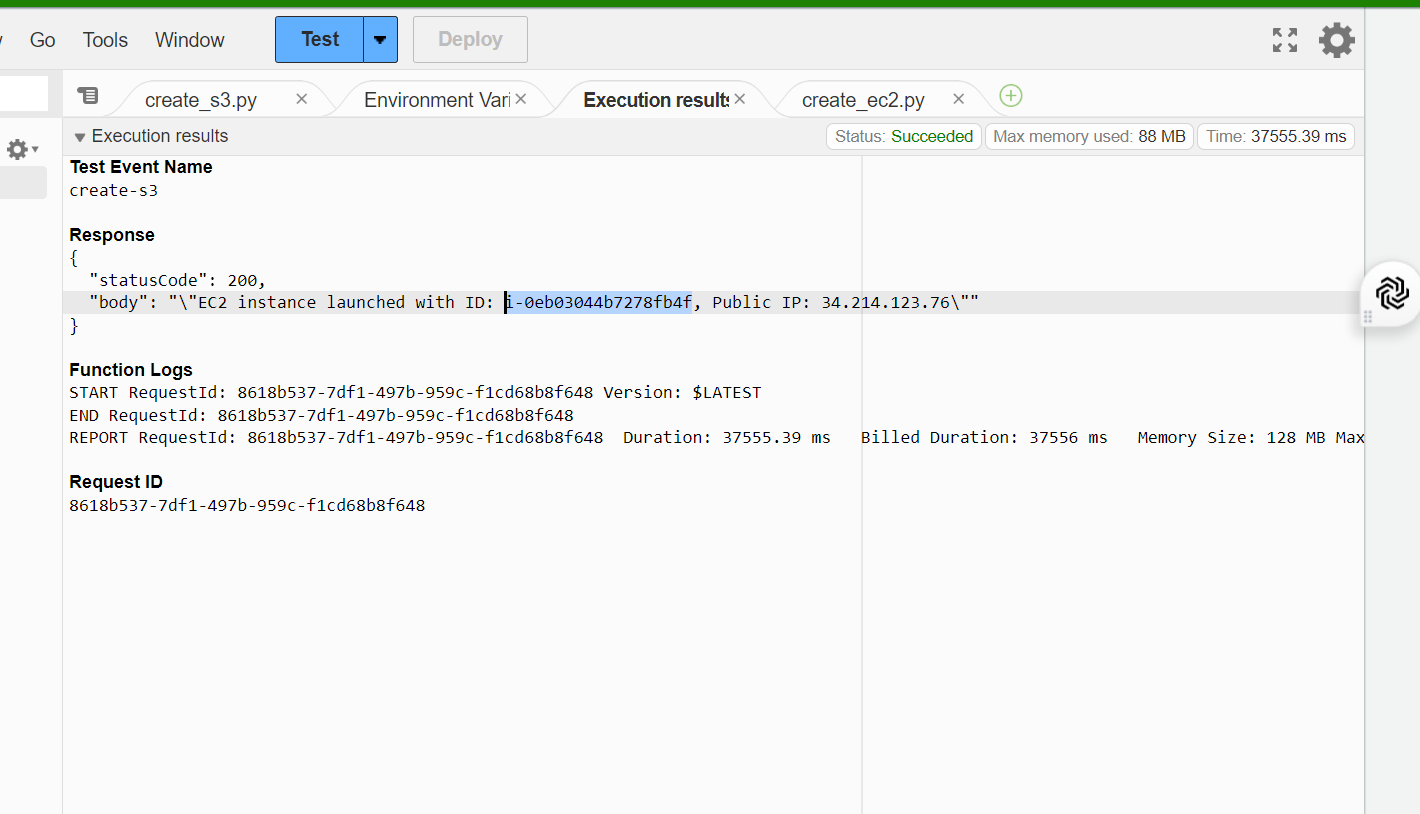 Go Tools Window Test Deploy
create_s3.py Environment Vari Execution results create_ec2.py
Execution results Status: Succeeded Max memory used: 88 MB Time: 37555.39 ms
Test Event Name
create-s3
Response
{
"statusCode": 200,
"body": "\"EC2 instance launched with ID: i-0eb03044b7278fb4f, Public IP: 34.214.123.76\""
}
Function Logs
START RequestId: 8618b537-7df1-497b-959c-f1cd68b8f648 Version: $LATEST
END RequestId: 8618b537-7df1-497b-959c-f1cd68b8f648
REPORT RequestId: 8618b537-7df1-497b-959c-f1cd68b8f648 Duration: 37555.39 ms Billed Duration: 37556 ms Memory Size: 128 MB Max
Request ID
8618b537-7df1-497b-959c-f1cd68b8f648